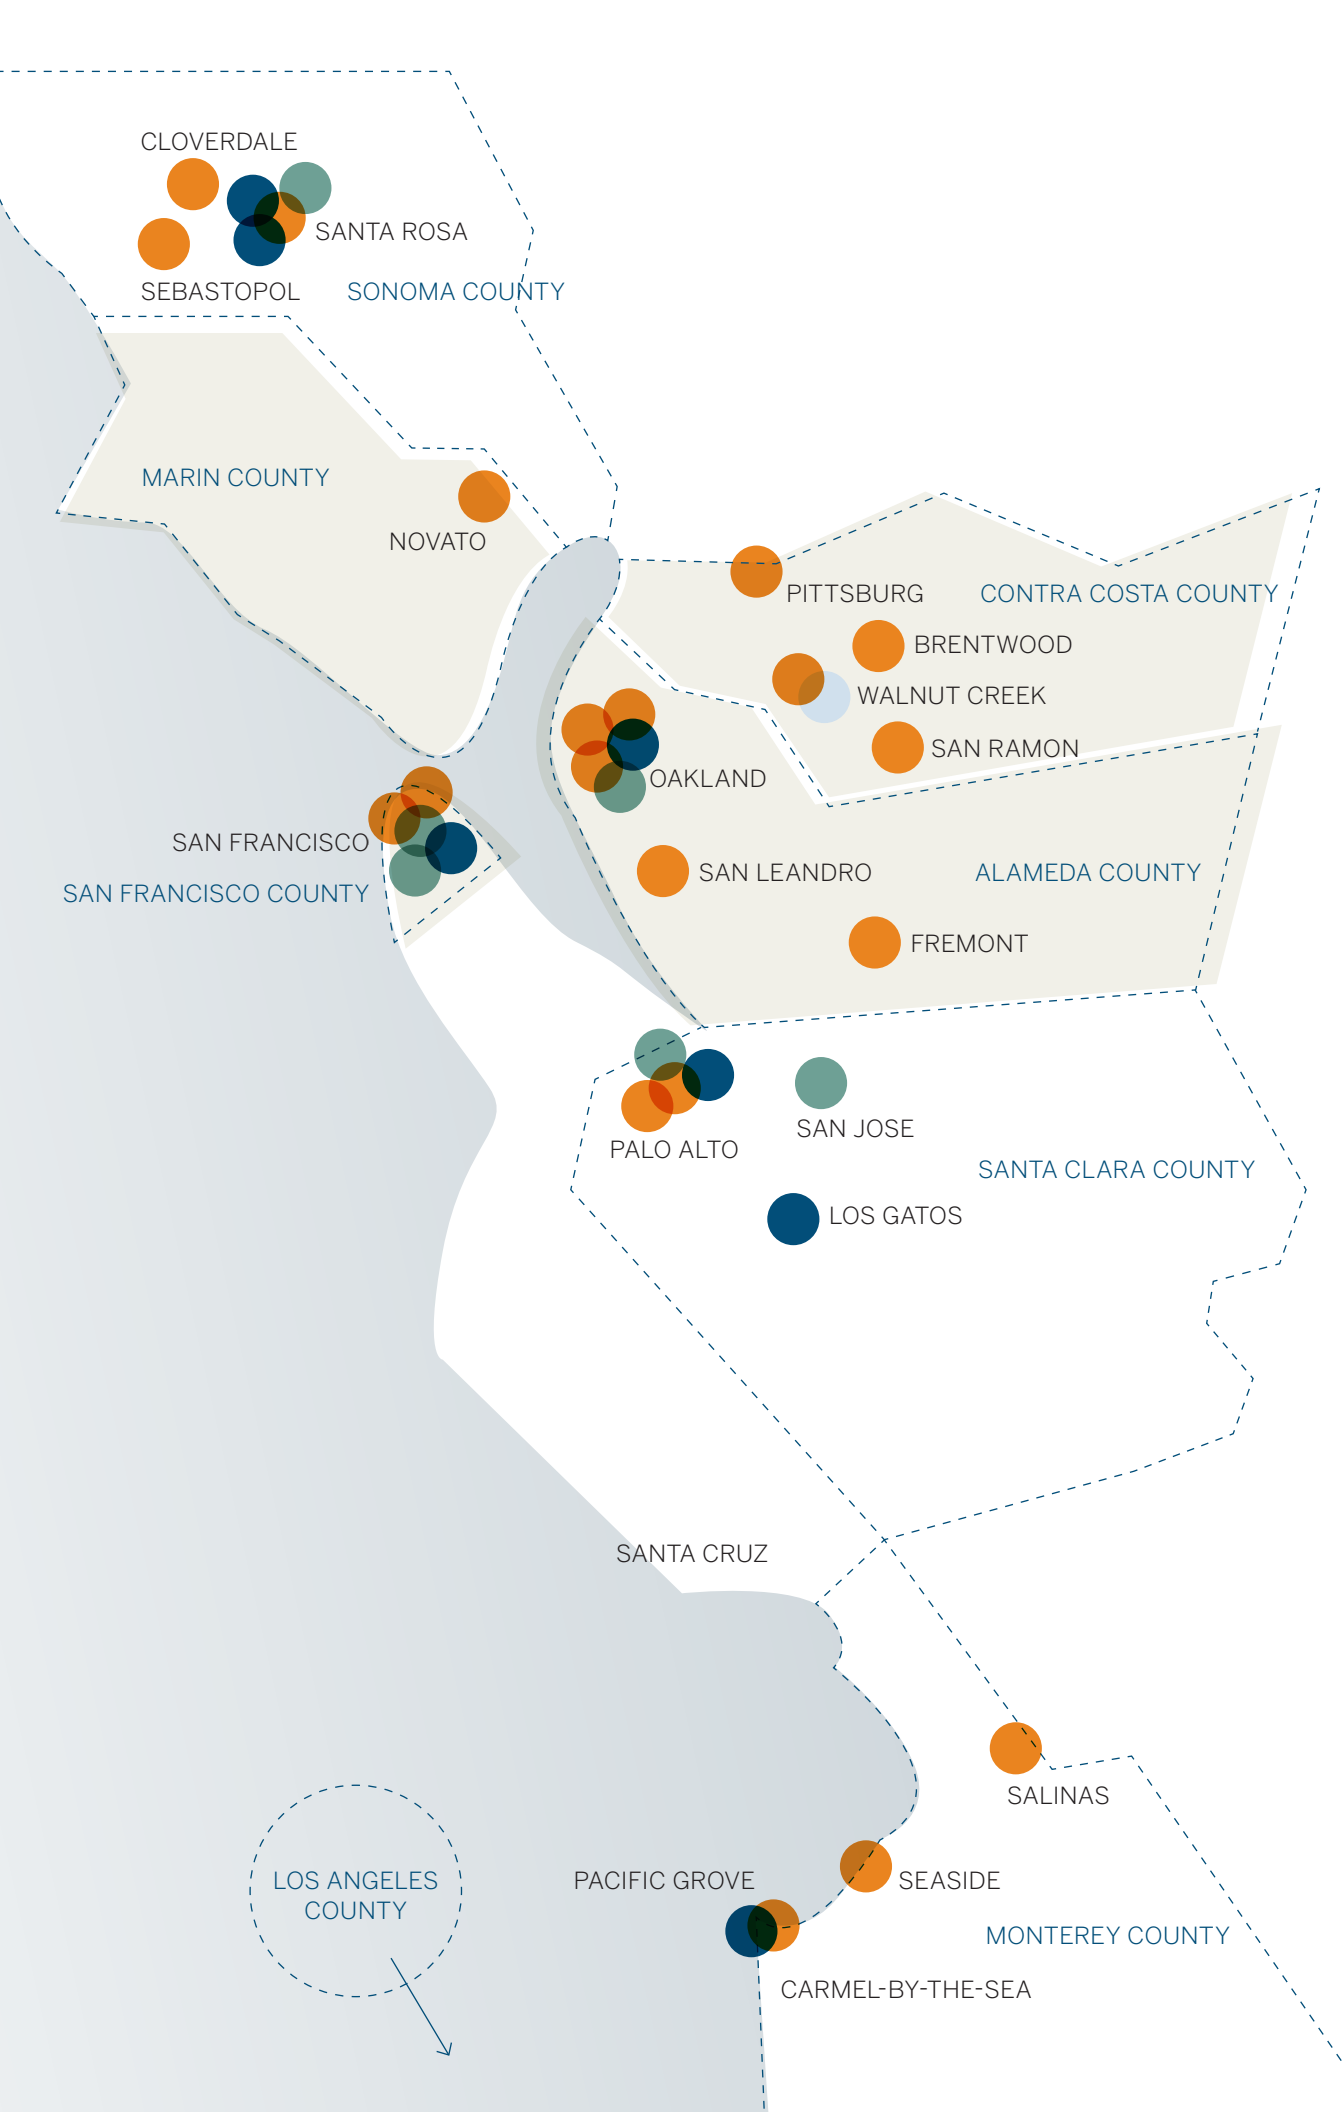 CLOVERDALE
SANTA ROSA
SEBASTOPOL
SONOMA COUNTY
MARIN COUNTY
NOVATO
PITTSBURG
CONTRA COSTA COUNTY
BRENTWOOD
WALNUT CREEK
SAN RAMON
OAKLAND
SAN FRANCISCO
SAN FRANCISCO COUNTY
SAN LEANDRO
ALAMEDA COUNTY
FREMONT
PALO ALTO
SAN JOSE
SANTA CLARA COUNTY
LOS GATOS
SANTA CRUZ
SALINAS
LOS ANGELES
COUNTY
PACIFIC GROVE
SEASIDE
MONTEREY COUNTY
CARMEL-BY-THE-SEA